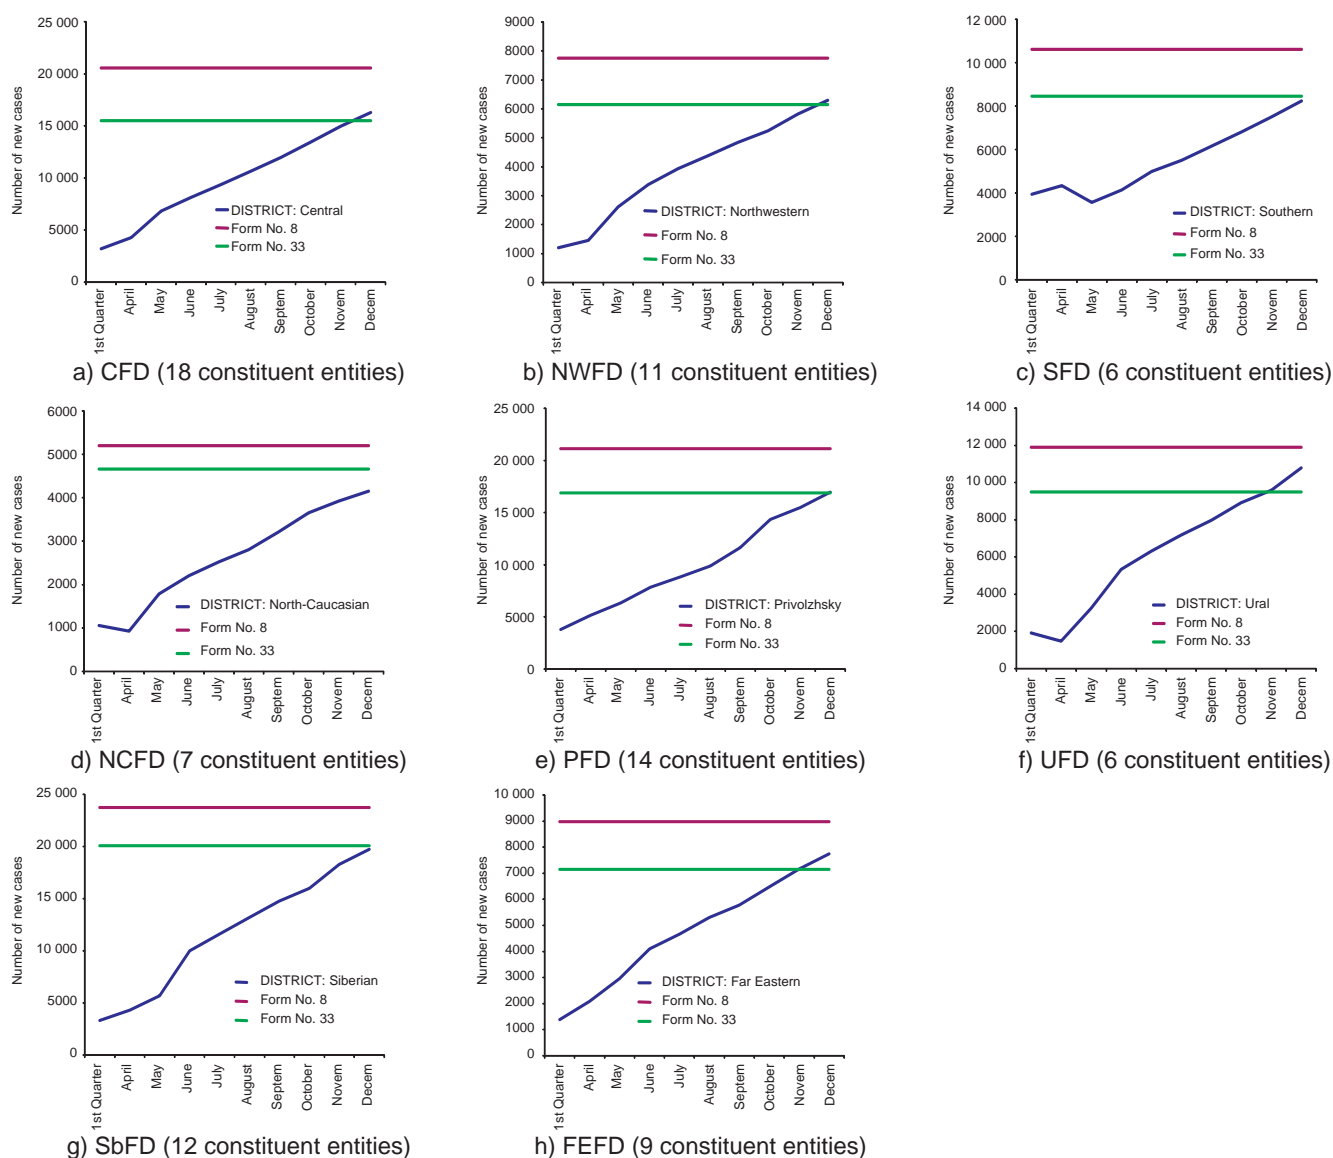 Number of new cases
25 000
20 000
15 000
10 000
5000
0
DISTRICT: Central
Form No. 8
Form No. 33
1st Quarter
April
May
June
July
August
Septem
October
Novem
Decem
a) CFD (18 constituent entities)
Number of new cases
9000
8000
7000
6000
5000
4000
3000
2000
1000
0
DISTRICT: Northwestern
Form No. 8
Form No. 33
1st Quarter
April
May
June
July
August
Septem
October
Novem
Decem
b) NWFD (11 constituent entities)
Number of new cases
12 000
10 000
8000
6000
4000
2000
0
DISTRICT: Southern
Form No. 8
Form No. 33
1st Quarter
April
May
June
July
August
Septem
October
Novem
Decem
c) SFD (6 constituent entities)
Number of new cases
6000
5000
4000
3000
2000
1000
0
DISTRICT: North-Caucasian
Form No. 8
Form No. 33
1st Quarter
April
May
June
July
August
Septem
October
Novem
Decem
d) NCFD (7 constituent entities)
Number of new cases
25 000
20 000
15 000
10 000
5000
0
DISTRICT: Privolzhsky
Form No. 8
Form No. 33
1st Quarter
April
May
June
July
August
Septem
October
Novem
Decem
e) PFD (14 constituent entities)
Number of new cases
14 000
12 000
10 000
8000
6000
4000
2000
0
DISTRICT: Ural
Form No. 8
Form No. 33
1st Quarter
April
May
June
July
August
Septem
October
Novem
Decem
f) UFD (6 constituent entities)
Number of new cases
25 000
20 000
15 000
10 000
5000
0
DISTRICT: Siberian
Form No. 8
Form No. 33
1st Quarter
April
May
June
July
August
Septem
October
Novem
Decem
g) SbFD (12 constituent entities)
Number of new cases
10 000
9000
8000
7000
6000
5000
4000
3000
2000
1000
0
DISTRICT: Far Eastern
Form No. 8
Form No. 33
1st Quarter
April
May
June
July
August
Septem
October
Novem
Decem
h) FEFD (9 constituent entities)